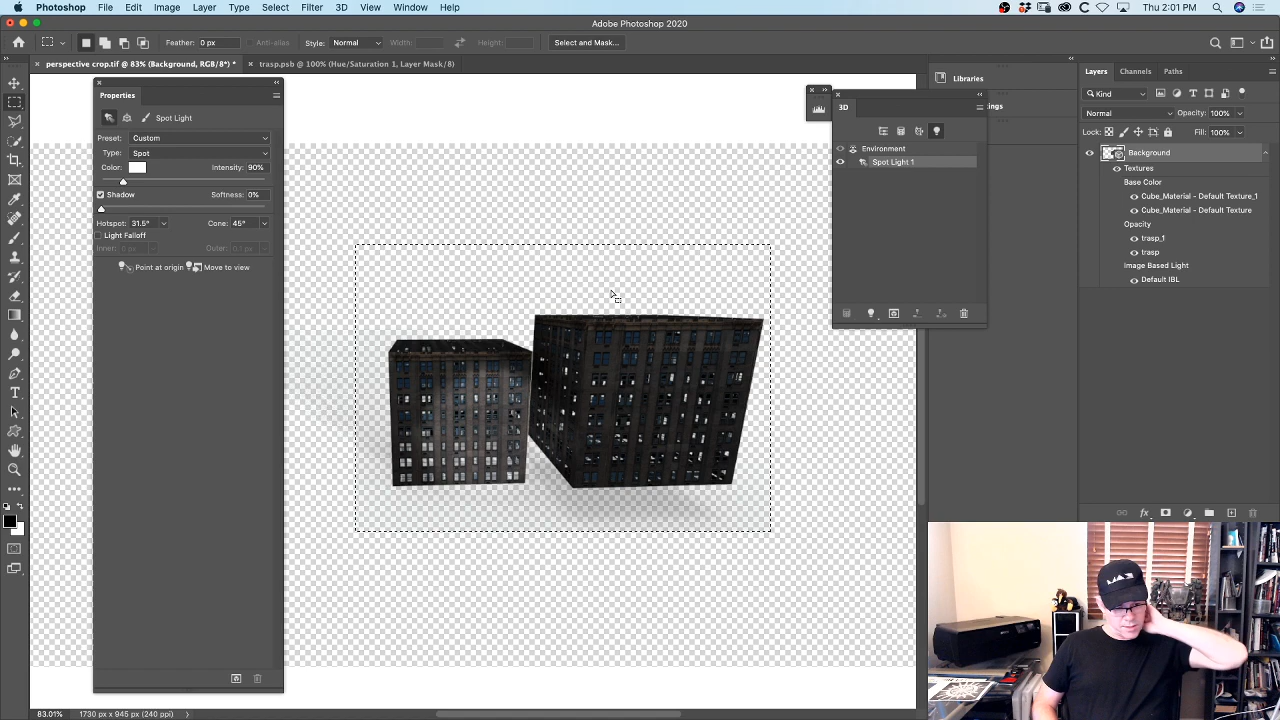 Photoshop File Edit Image Layer Type Select Filter 3D View Window Help Thu 2:01 PM
Adobe Photoshop 2020
Feather: 0 px Anti-alias Style: Normal Width: Height: Select and Mask...
perspective crop.tif @ 83% (Background, RGB/8*) * trasp.psb @ 100% (Hue/Saturation 1, Layer Mask/8)
Properties
Spot Light
Preset: Custom
Type: Spot
Color: Intensity: 90%
Shadow Softness: 0%
Hotspot: 31.5° Cone: 45°
Light Falloff
Inner: 0 px Outer: 0.1 px
Point at origin Move to view
3D
Environment
Spot Light 1
Libraries
ings
Layers Channels Paths
Kind
Normal Opacity: 100%
Lock: Fill: 100%
Background
Textures
Base Color
Cube_Material - Default Texture_1
Cube_Material - Default Texture
Opacity
trasp_1
trasp
Image Based Light
Default IBL
fx
83.01% 1730 px x 945 px (240 ppi)